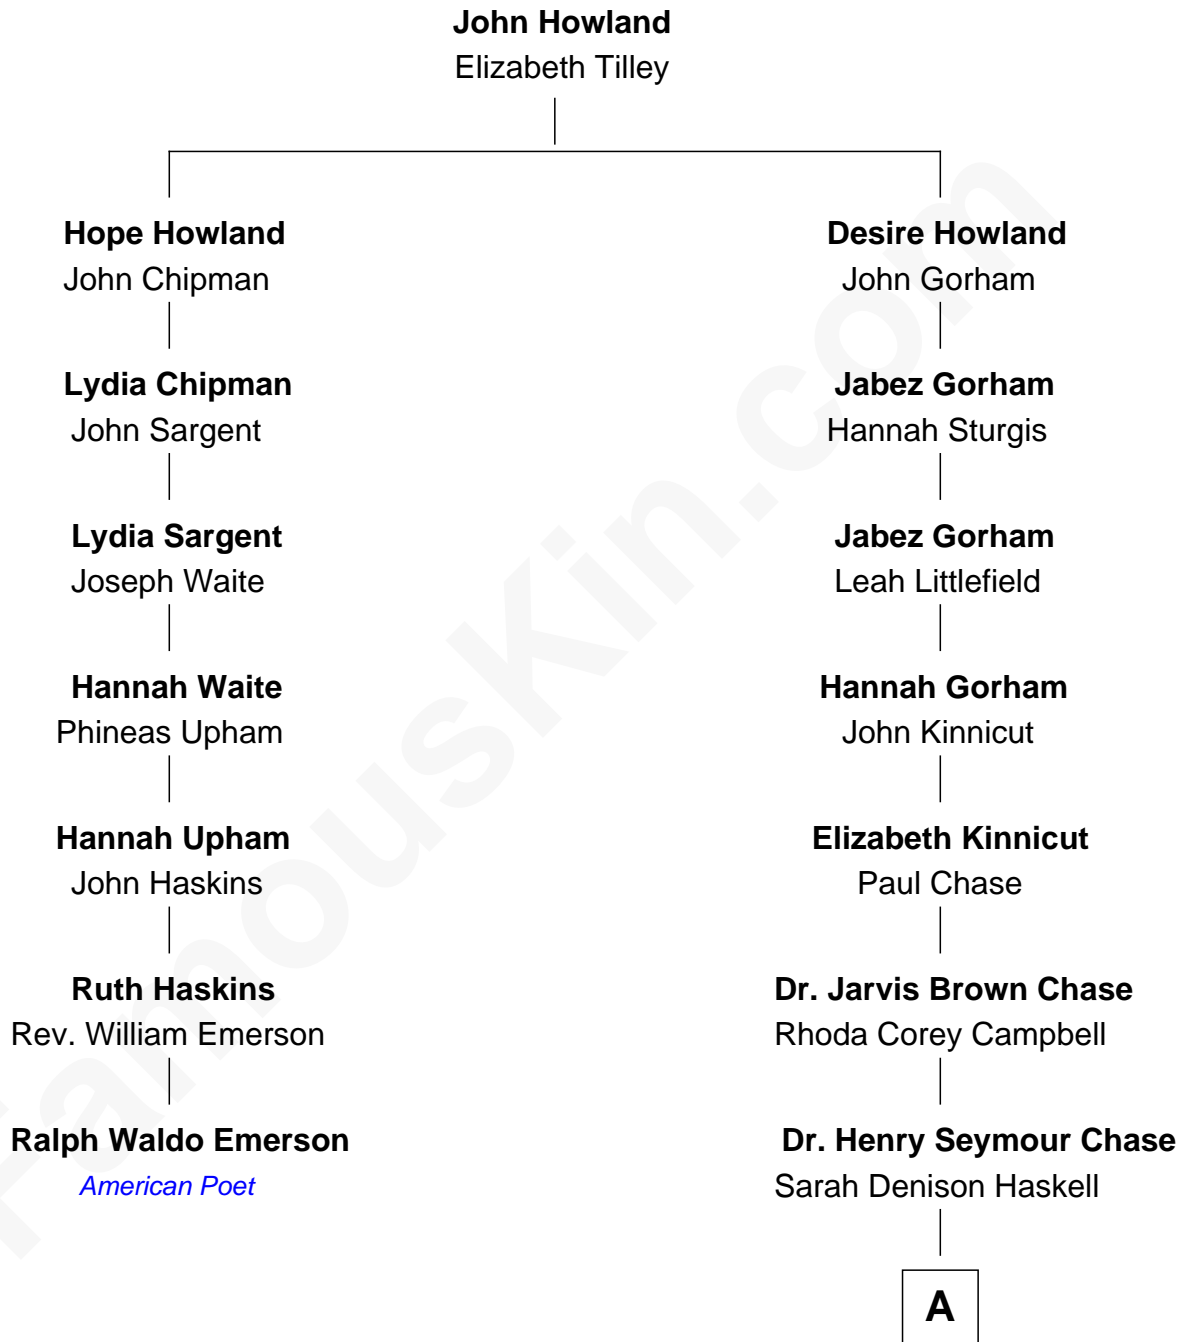 John Howland
Elizabeth Tilley
Hope Howland
John Chipman
Lydia Chipman
John Sargent
Lydia Sargent
Joseph Waite
Hannah Waite
Phineas Upham
Hannah Upham
John Haskins
Ruth Haskins
Rev. William Emerson
Ralph Waldo Emerson
American Poet
Desire Howland
John Gorham
Jabez Gorham
Hannah Sturgis
Jabez Gorham
Leah Littlefield
Hannah Gorham
John Kinnicut
Elizabeth Kinnicut
Paul Chase
Dr. Jarvis Brown Chase
Rhoda Corey Campbell
Dr. Henry Seymour Chase
Sarah Denison Haskell
A
FamousKin.com